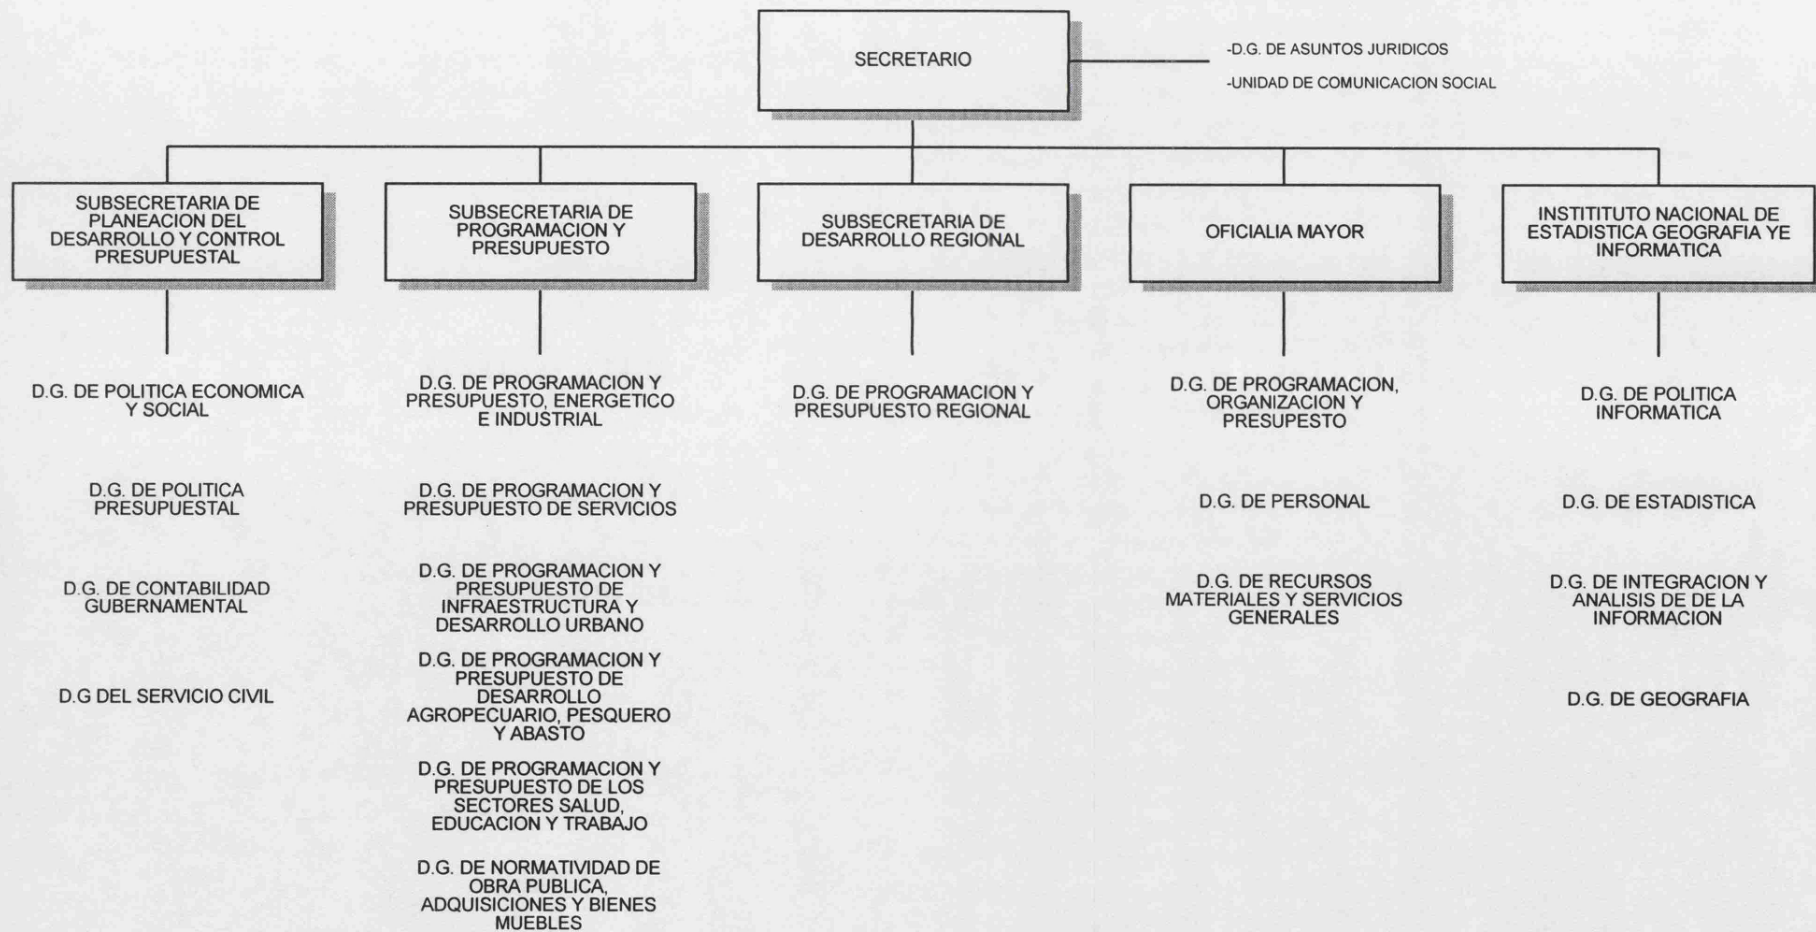 SECRETARIO
-D.G. DE ASUNTOS JURIDICOS
-UNIDAD DE COMUNICACION SOCIAL
SUBSECRETARIA DE
PLANEACION DEL
DESARROLLO Y CONTROL
PRESUPUESTAL
SUBSECRETARIA DE
PROGRAMACION Y
PRESUPUESTO
SUBSECRETARIA DE
DESARROLLO REGIONAL
OFICIALIA MAYOR
INSTITITUTO NACIONAL DE
ESTADISTICA GEOGRAFIA YE
INFORMATICA
D.G. DE POLITICA ECONOMICA
Y SOCIAL
D.G. DE POLITICA
PRESUPUESTAL
D.G. DE CONTABILIDAD
GUBERNAMENTAL
D.G DEL SERVICIO CIVIL
D.G. DE PROGRAMACION Y
PRESUPUESTO, ENERGETICO
E INDUSTRIAL
D.G. DE PROGRAMACION Y
PRESUPUESTO DE SERVICIOS
D.G. DE PROGRAMACION Y
PRESUPUESTO DE
INFRAESTRUCTURA Y
DESARROLLO URBANO
D.G. DE PROGRAMACION Y
PRESUPUESTO DE
DESARROLLO
AGROPECUARIO, PESQUERO
Y ABASTO
D.G. DE PROGRAMACION Y
PRESUPUESTO DE LOS
SECTORES SALUD,
EDUCACION Y TRABAJO
D.G. DE NORMATIVIDAD DE
OBRA PUBLICA,
ADQUISICIONES Y BIENES
MUEBLES
D.G. DE PROGRAMACION Y
PRESUPUESTO REGIONAL
D.G. DE PROGRAMACION,
ORGANIZACION Y
PRESUPESTO
D.G. DE PERSONAL
D.G. DE RECURSOS
MATERIALES Y SERVICIOS
GENERALES
D.G. DE POLITICA
INFORMATICA
D.G. DE ESTADISTICA
D.G. DE INTEGRACION Y
ANALISIS DE DE LA
INFORMACION
D.G. DE GEOGRAFIA